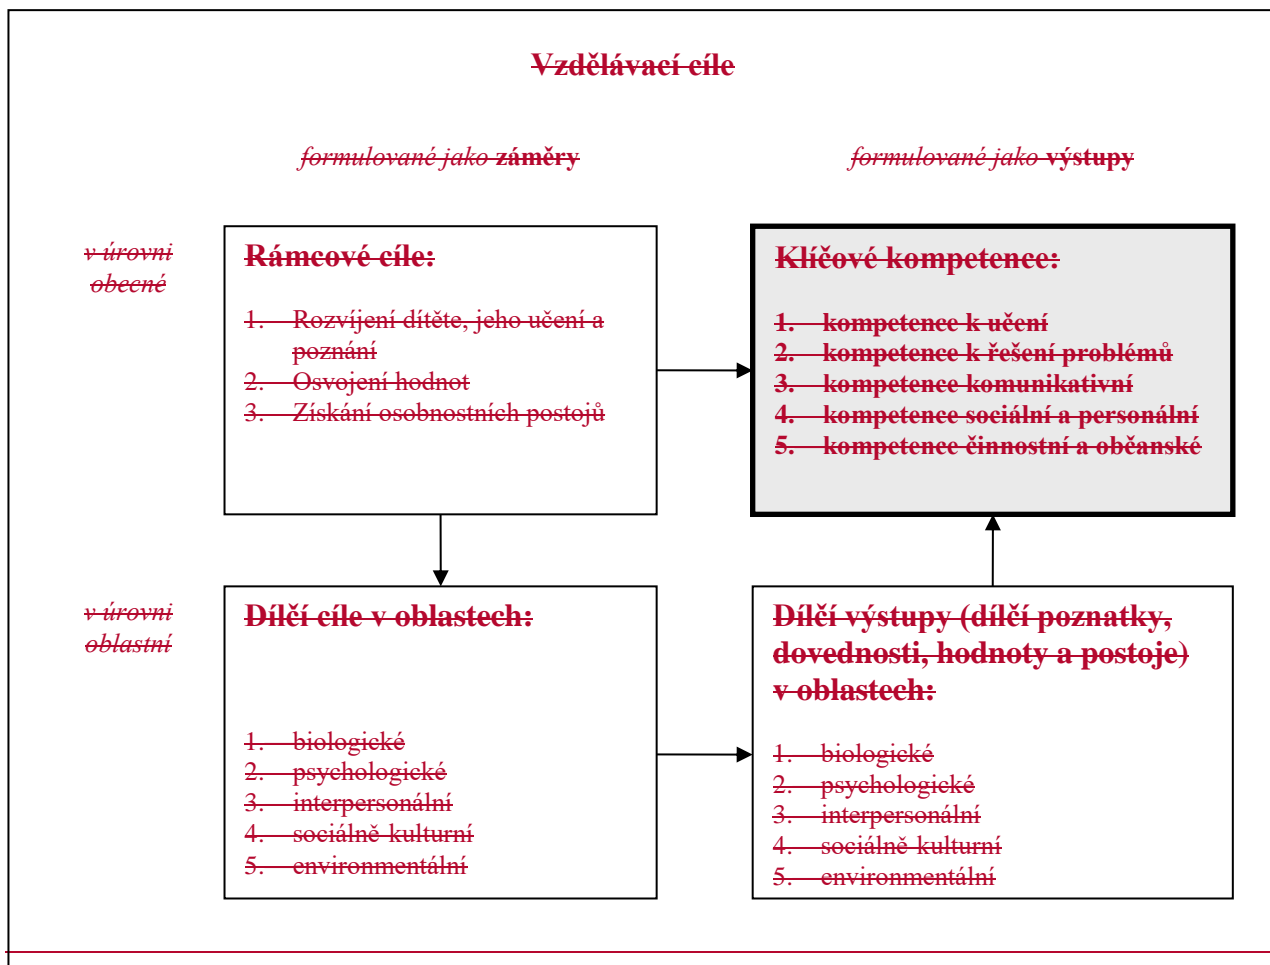 Vzdělávací cíle
formulované jako záměry
formulované jako výstupy
v úrovni
obecné
Rámcové cíle:
1. Rozvíjení dítěte, jeho učení a
poznání
2. Osvojení hodnot
3. Získání osobnostních postojů
Klíčové kompetence:
1. kompetence k učení
2. kompetence k řešení problémů
3. kompetence komunikativní
4. kompetence sociální a personální
5. kompetence činnostní a občanské
v úrovni
oblastní
Dílčí cíle v oblastech:
1. biologické
2. psychologické
3. interpersonální
4. sociálně-kulturní
5. environmentální
Dílčí výstupy (dílčí poznatky,
dovednosti, hodnoty a postoje)
v oblastech:
1. biologické
2. psychologické
3. interpersonální
4. sociálně-kulturní
5. environmentální